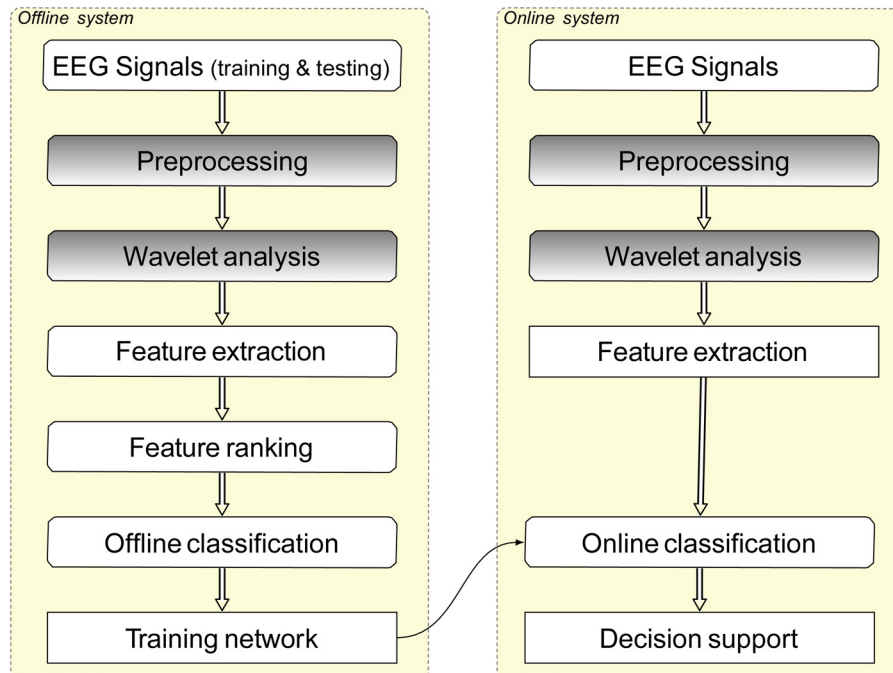 Offline system
EEG Signals (training & testing)
Preprocessing
Wavelet analysis
Feature extraction
Feature ranking
Offline classification
Training network
Online system
EEG Signals
Preprocessing
Wavelet analysis
Feature extraction
Online classification
Decision support